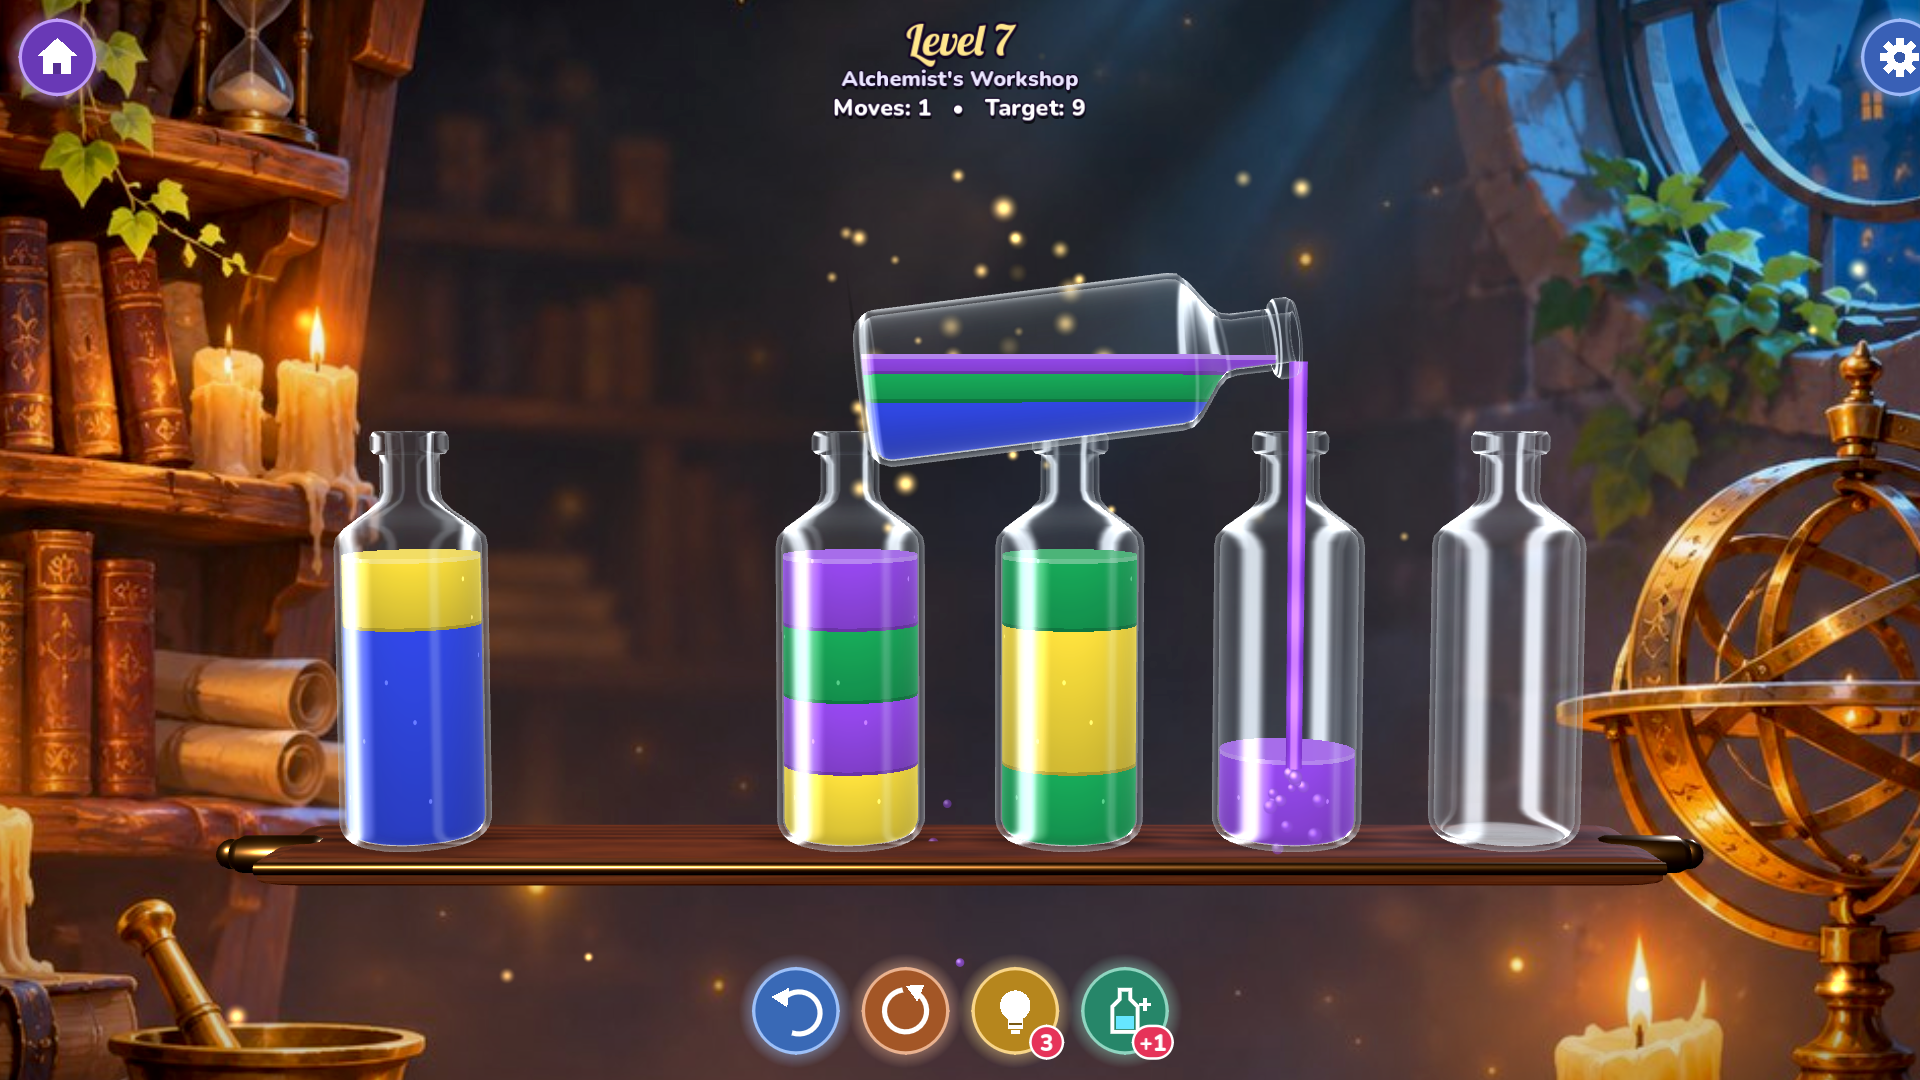 Level 7
Alchemist's Workshop
Moves: 1 • Target: 9
3
+1